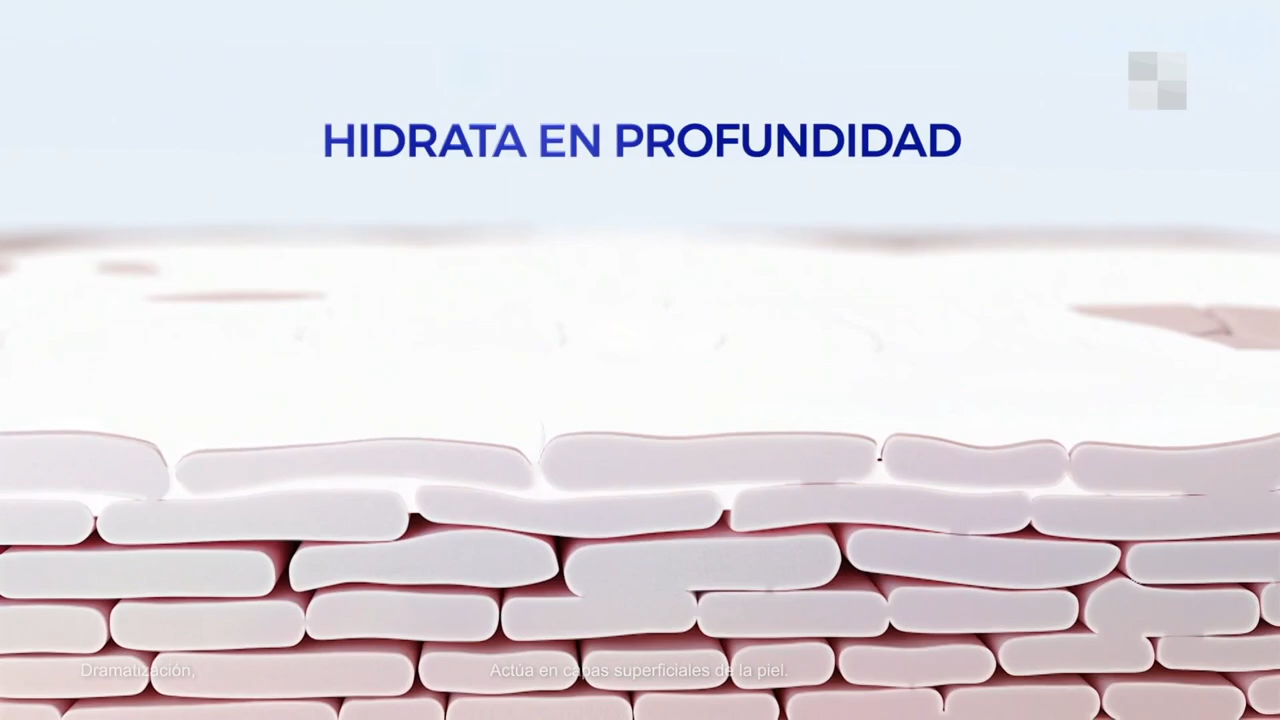 HIDRATA EN PROFUNDIDAD
Dramatización,
Actúa en capas superficiales de la piel.